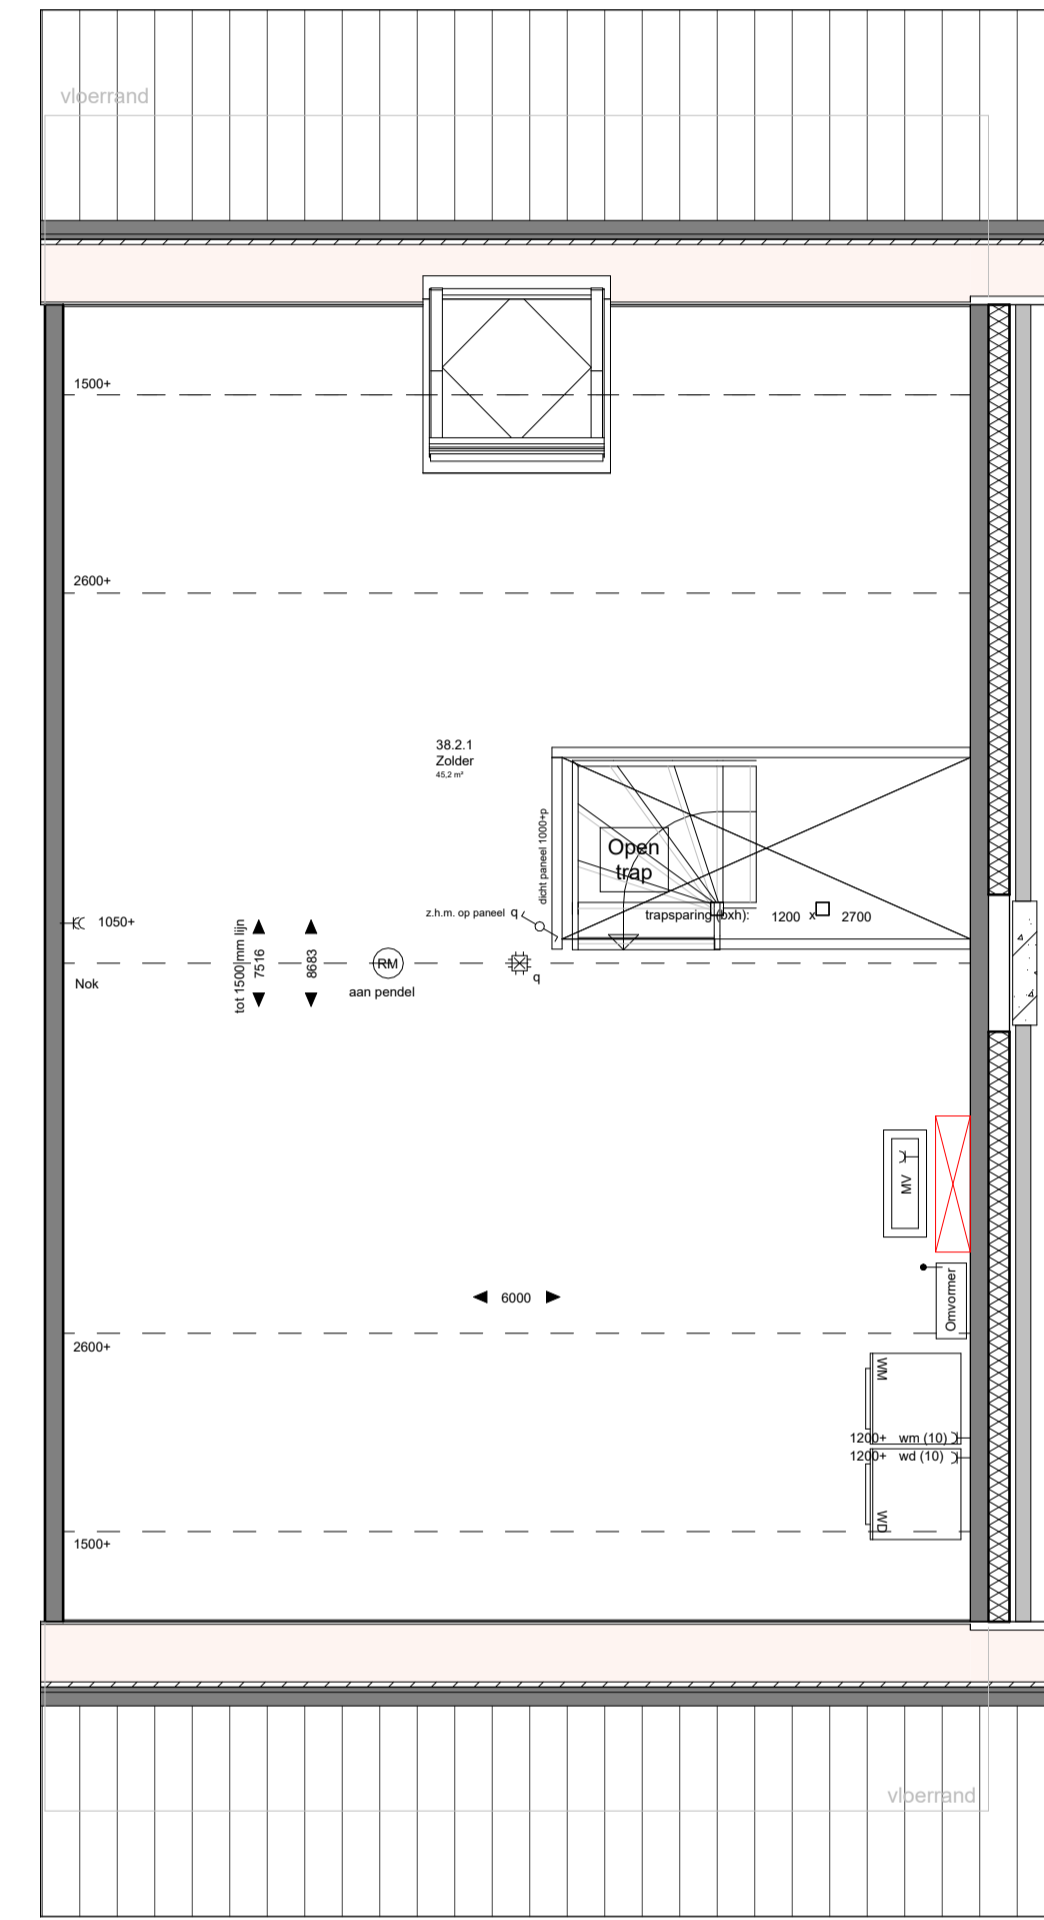 vloerrand
1500+
2600+
38.2.1
Zolder
45,2 m²
dicht paneel 1000+p
Open
trap
z.h.m. op paneel q
trapsparing (bxh): 1200 x 2700
1050+
tot 1500 mm lijn
7516
8683
RM
aan pendel
q
Nok
MV
Omvormer
6000
2600+
WM
1200+ wm (10)
1200+ wd (10)
WD
1500+
vloerrand